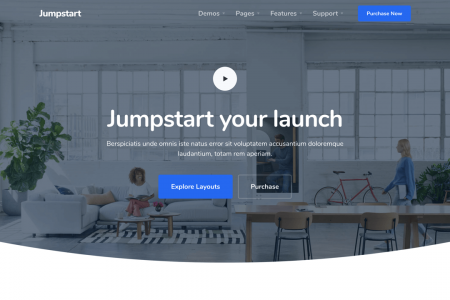 Jumpstart
Demos
Pages
Features
Support
Purchase Now
Jumpstart your launch
Berspiciatis unde omnis iste natus error sit voluptatem accusantium doloremque
laudantium, totam rem aperiam.
Explore Layouts
Purchase